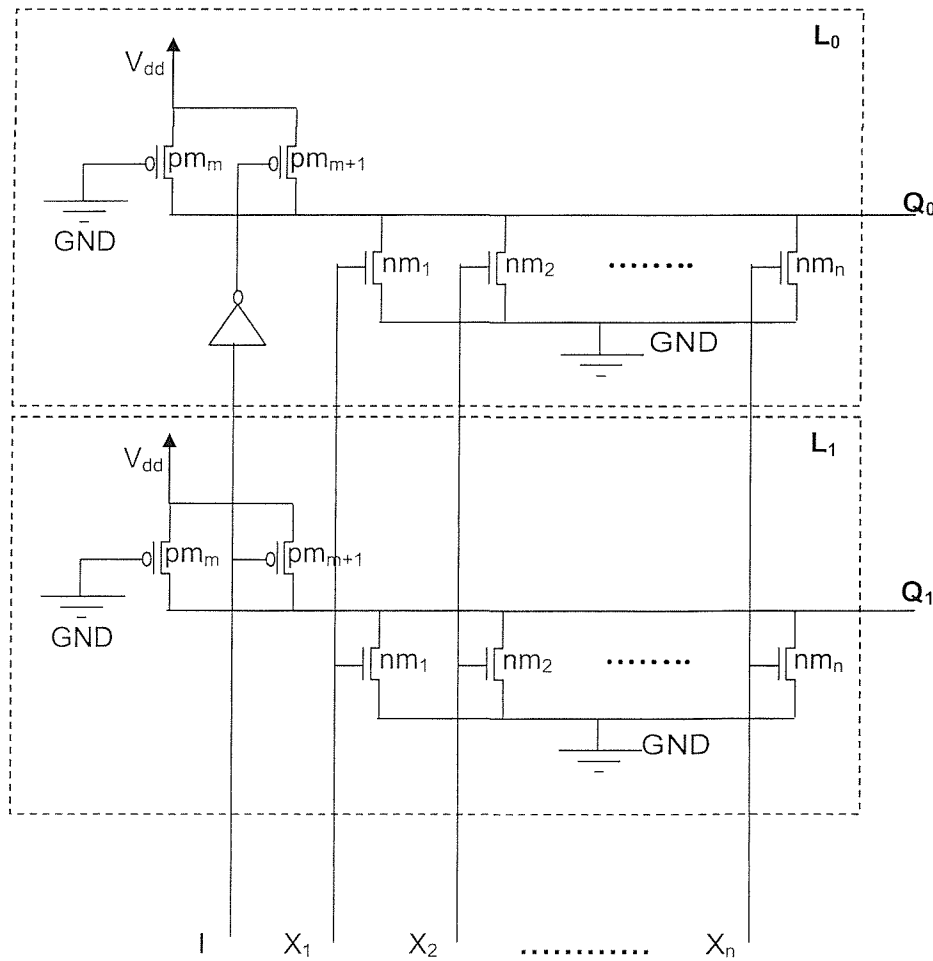 L₀
V_dd
pm_m
pm_m+1
Q₀
GND
nm₁
nm₂
........
nm_n
GND
L₁
V_dd
pm_m
pm_m+1
Q₁
GND
nm₁
nm₂
........
nm_n
GND
I
X₁
X₂
............
X_n